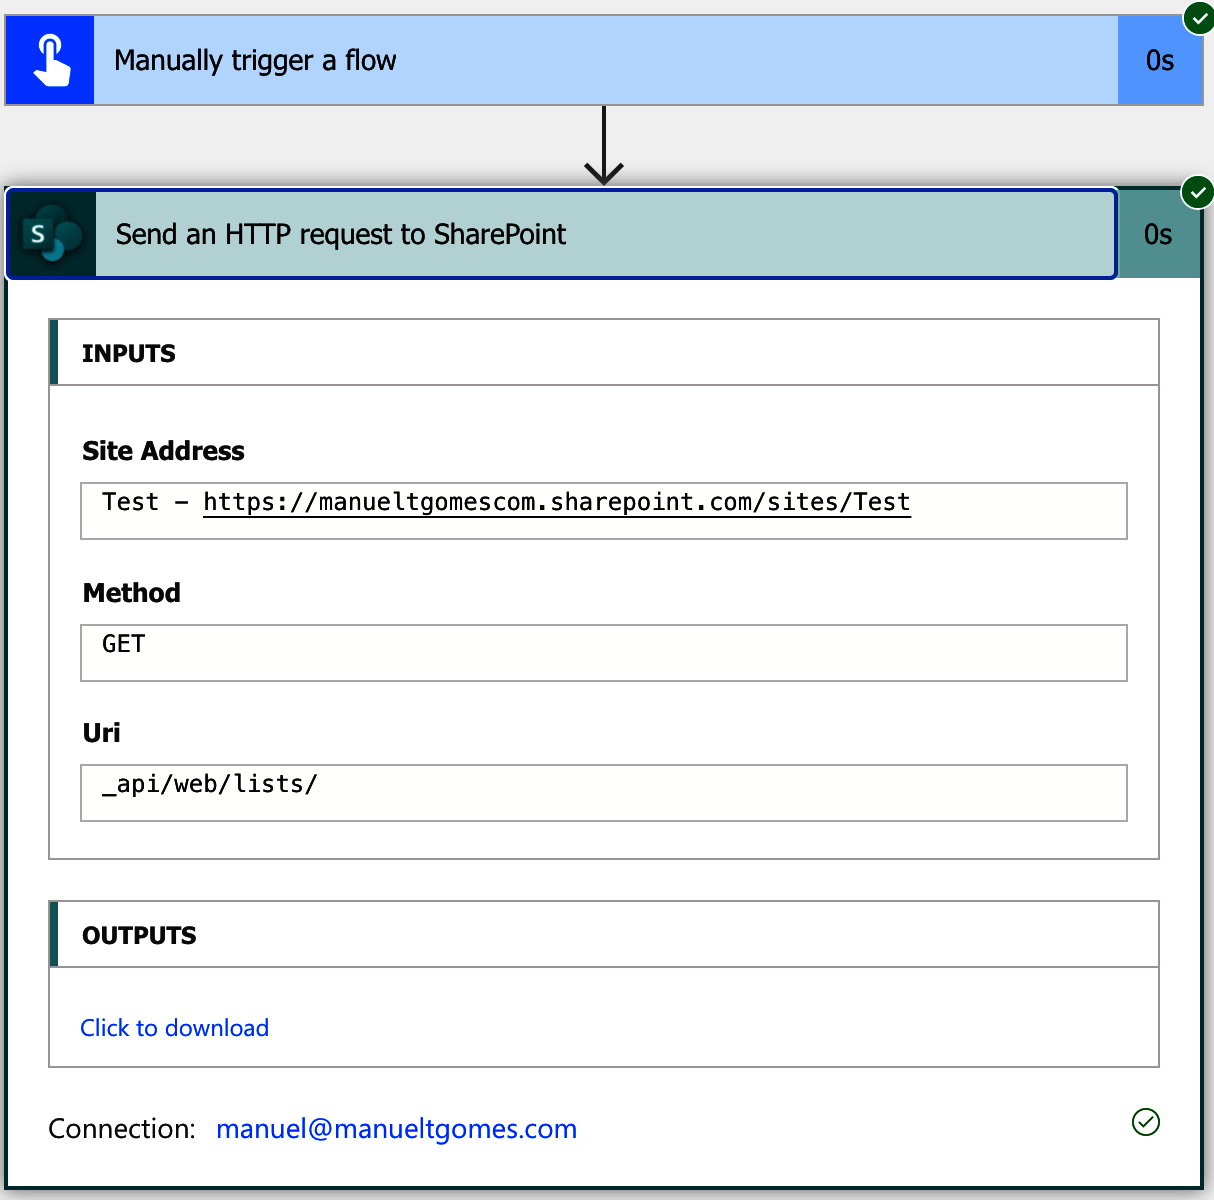 Manually trigger a flow
0s
S
Send an HTTP request to SharePoint
0s
INPUTS
Site Address
Test - https://manueltgomescom.sharepoint.com/sites/Test
Method
GET
Uri
_api/web/lists/
OUTPUTS
Click to download
Connection: manuel@manueltgomes.com